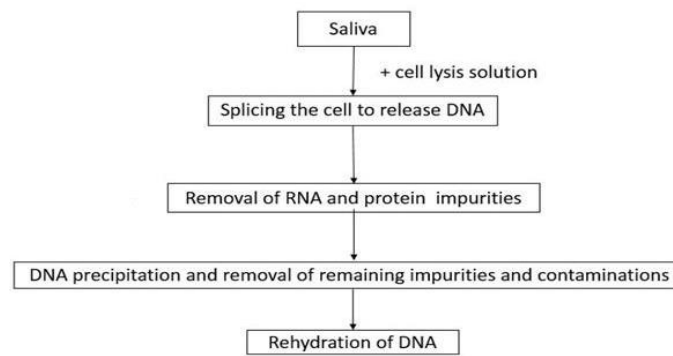 Saliva
+ cell lysis solution
Splicing the cell to release DNA
Removal of RNA and protein impurities
DNA precipitation and removal of remaining impurities and contaminations
Rehydration of DNA